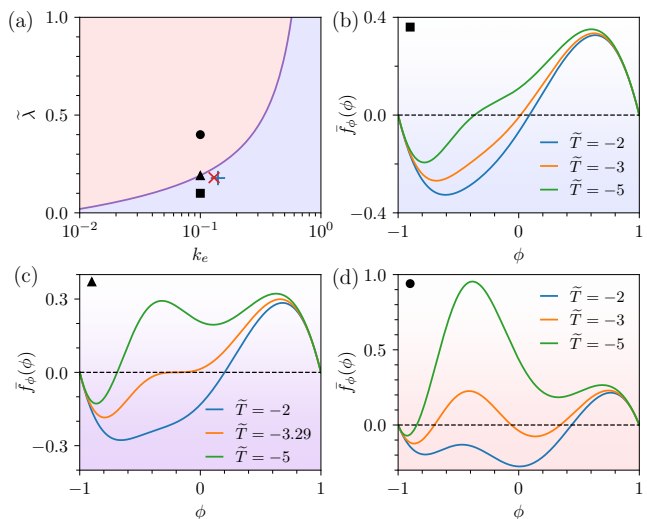 (a)
1.0
0.5
0.0
λ̃
10⁻² 10⁻¹ 10⁰
kₑ
(b)
0.4
0.0
−0.4
f̄_ϕ(ϕ)
T̃ = −2
T̃ = −3
T̃ = −5
−1 0 1
ϕ
(c)
0.3
0.0
−0.3
f̄_ϕ(ϕ)
T̃ = −2
T̃ = −3.29
T̃ = −5
−1 0 1
ϕ
(d)
1.0
0.5
0.0
f̄_ϕ(ϕ)
T̃ = −2
T̃ = −3
T̃ = −5
−1 0 1
ϕ